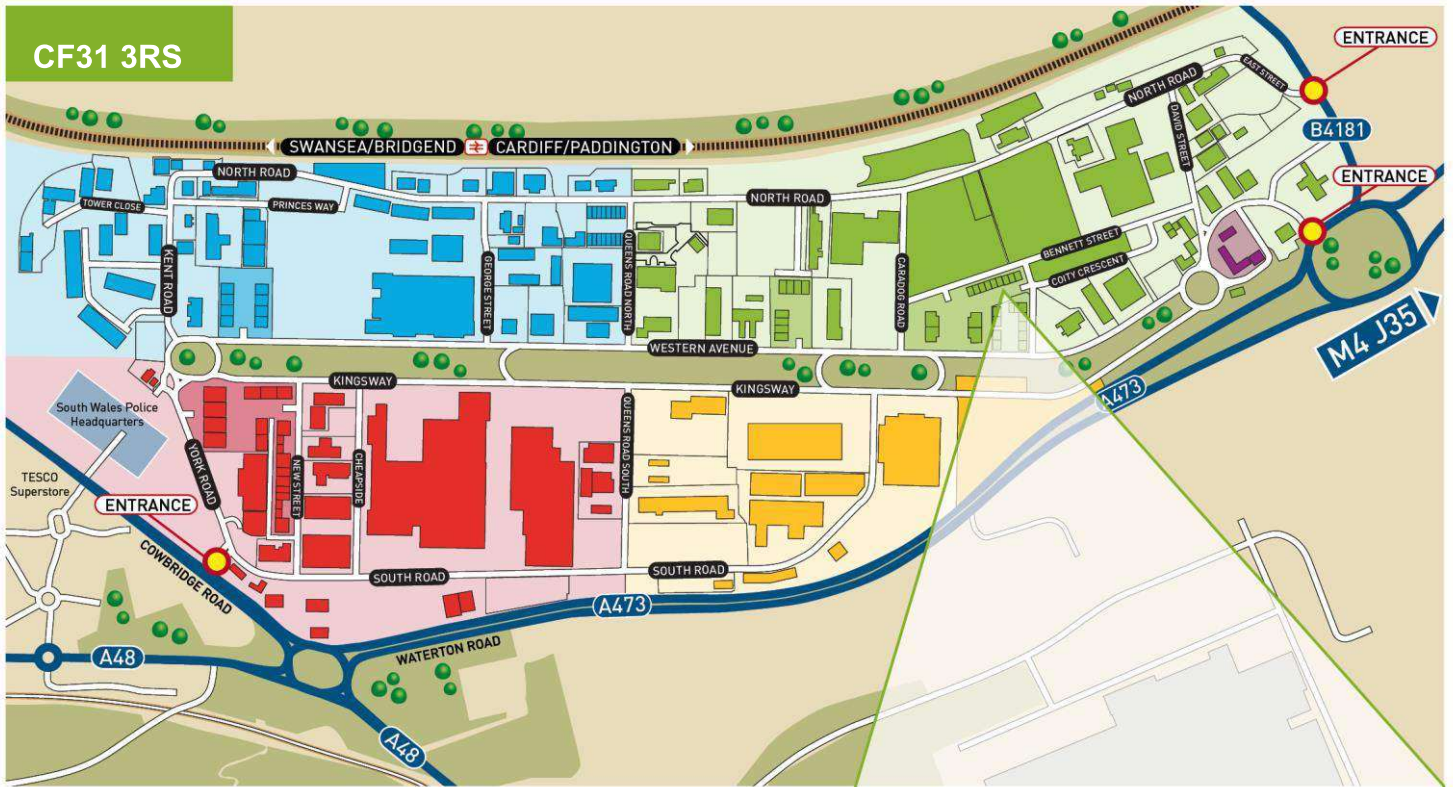 CF31 3RS
ENTRANCE
EAST STREET
NORTH ROAD
DAVID STREET
B4181
SWANSEA/BRIDGEND
CARDIFF/PADDINGTON
ENTRANCE
NORTH ROAD
TOWER CLOSE
PRINCES WAY
NORTH ROAD
KENT ROAD
GEORGE STREET
QUEENS ROAD NORTH
CARADOG ROAD
BENNETT STREET
COITY CRESCENT
M4 J35
WESTERN AVENUE
KINGSWAY
KINGSWAY
A473
South Wales Police
Headquarters
YORK ROAD
NEW STREET
CHEAPSIDE
QUEENS ROAD SOUTH
TESCO
Superstore
ENTRANCE
COWBRIDGE ROAD
SOUTH ROAD
SOUTH ROAD
A473
WATERTON ROAD
A48
A48